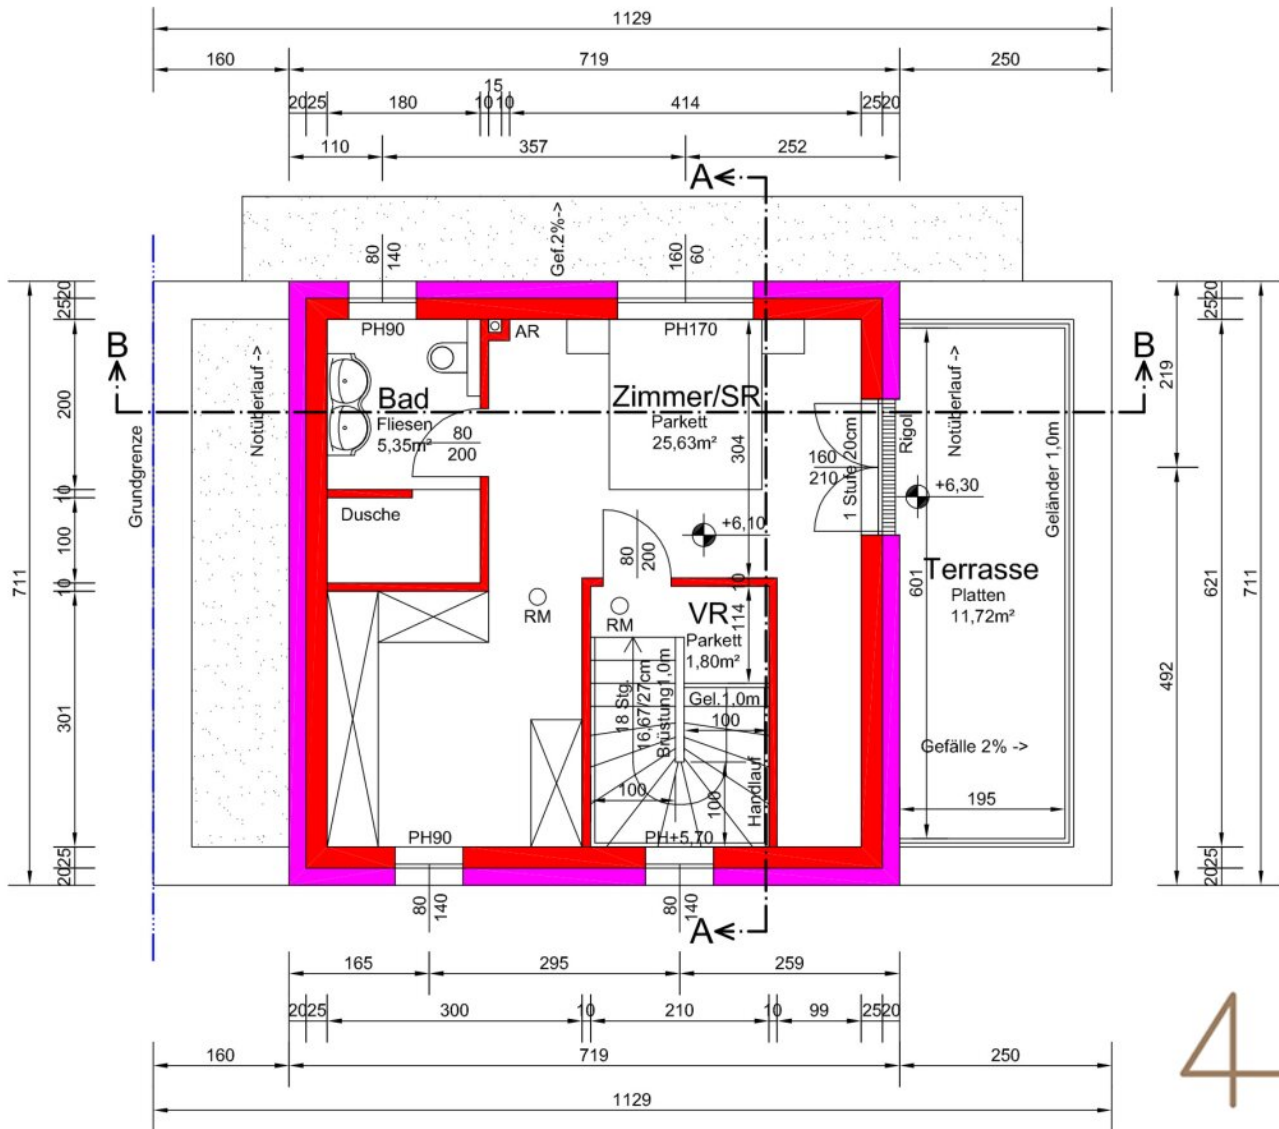 1129
160 719 250
15
20 25 180 10 10 414 25 20
110 357 252
A
80
140
Gef.2%->
160
60
711
25 20
200
10
100
10
301
20 25
B
Grundgrenze
Notüberlauf ->
PH90
AR
PH170
Bad
Fliesen
5,35m²
80
200
Zimmer/SR
Parkett
25,63m²
304
160
210
1 Stufe 20cm
Rigol
Notüberlauf ->
Geländer 1,0m
B
219
492
25 20
621
20 25
711
Dusche
+6,10
+6,30
80
200
10
114
RM
RM
VR
Parkett
1,80m²
601
Terrasse
Platten
11,72m²
18 Stg.
16,67/27cm
Brüstung1,0m
Gel.1,0m
100
100
100
Handlauf
Gefälle 2% ->
195
PH90
PH+5,70
80
140
80
140
A
165 295 259
20 25 300 10 210 10 99 25 20
160 719 250
1129
4